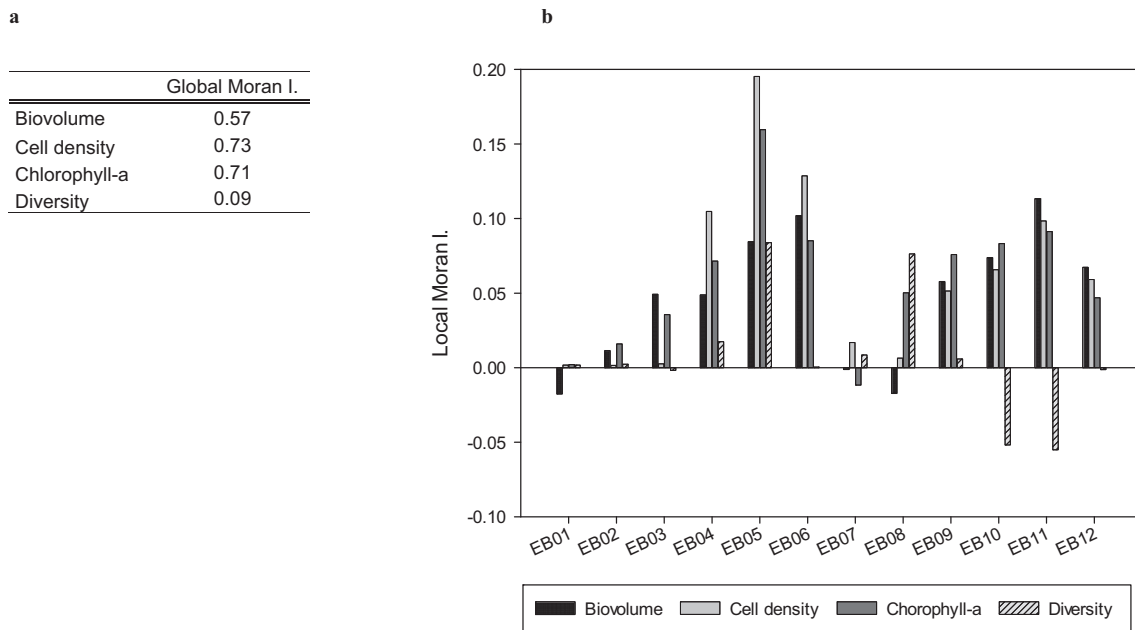 a
Global Moran I.
Biovolume 0.57
Cell density 0.73
Chlorophyll-a 0.71
Diversity 0.09
b
Local Moran I.
0.20
0.15
0.10
0.05
0.00
-0.05
-0.10
EB01 EB02 EB03 EB04 EB05 EB06 EB07 EB08 EB09 EB10 EB11 EB12
Biovolume Cell density Chorophyll-a Diversity